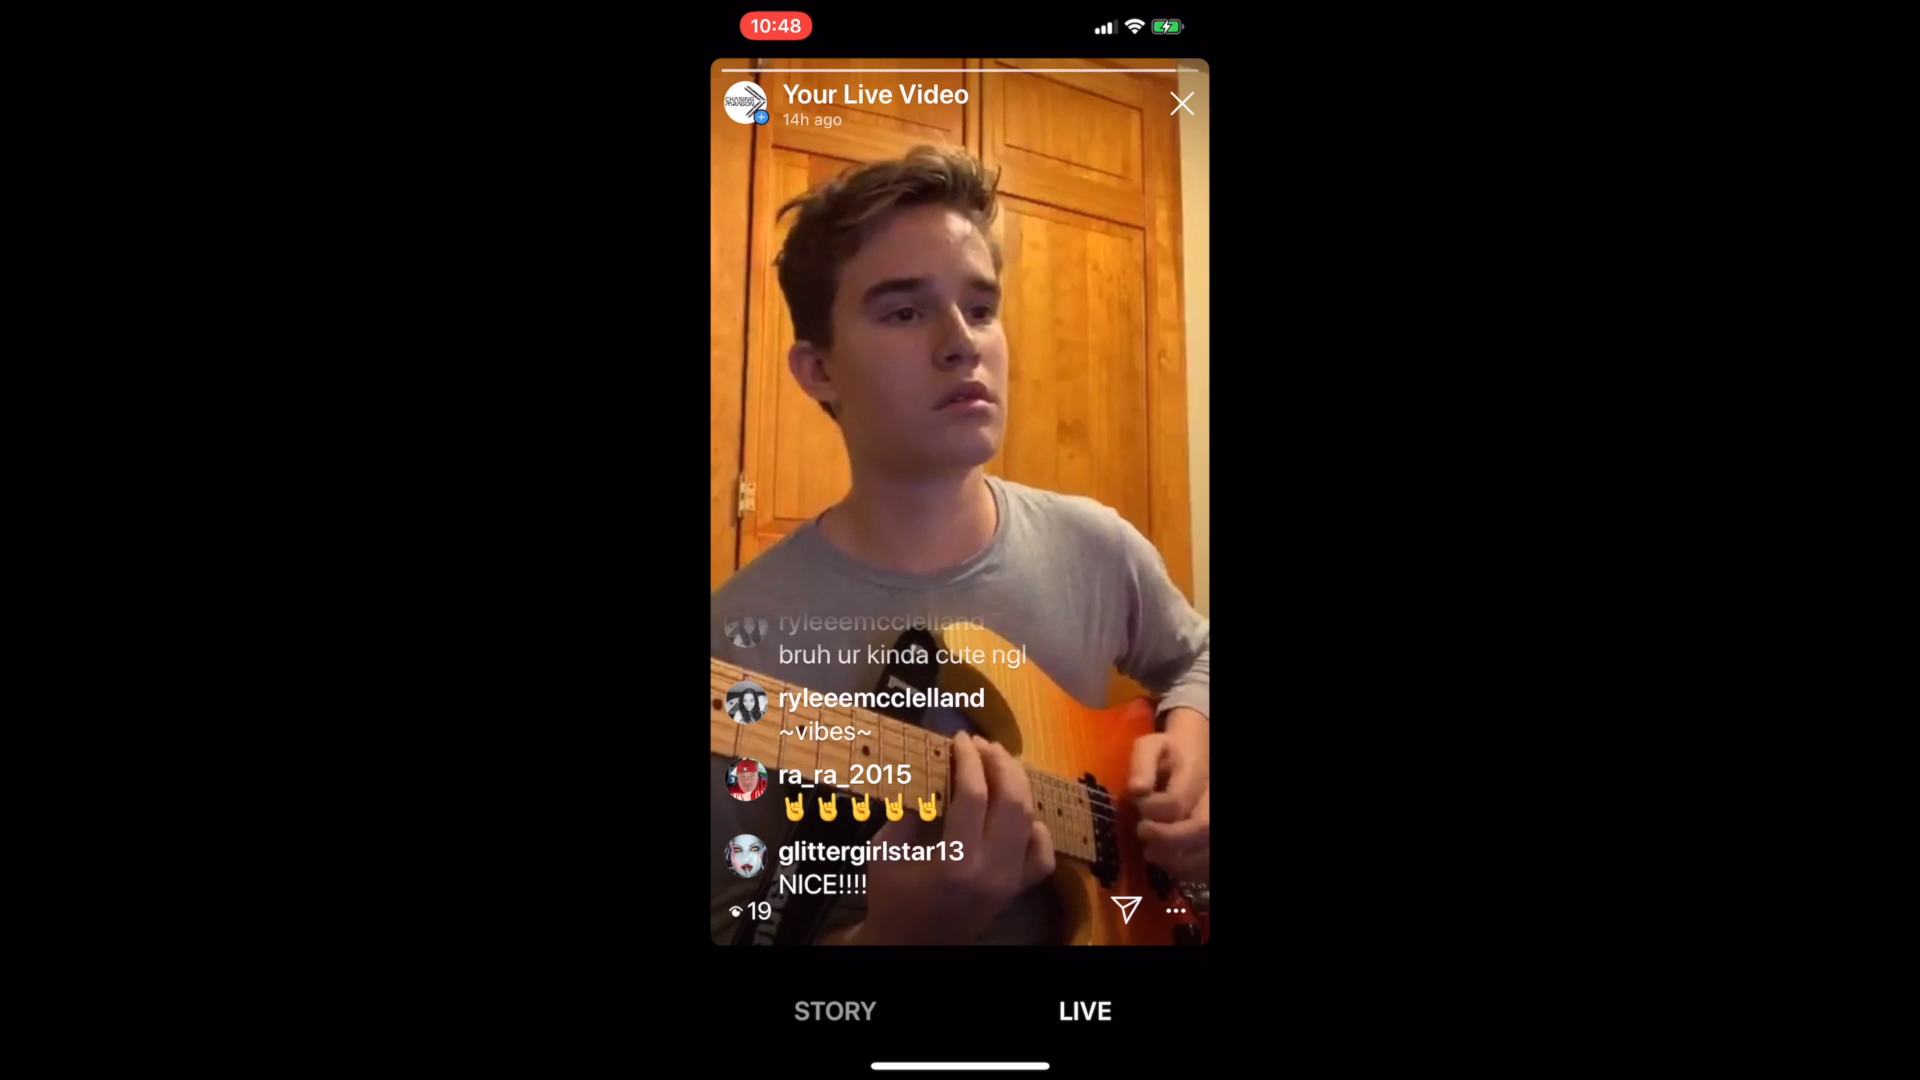 10:48
Your Live Video
14h ago
ryleeemcclelland
bruh ur kinda cute ngl
ryleeemcclelland
~vibes~
ra_ra_2015
🤘🤘🤘🤘🤘
glittergirlstar13
NICE!!!!
19
STORY
LIVE